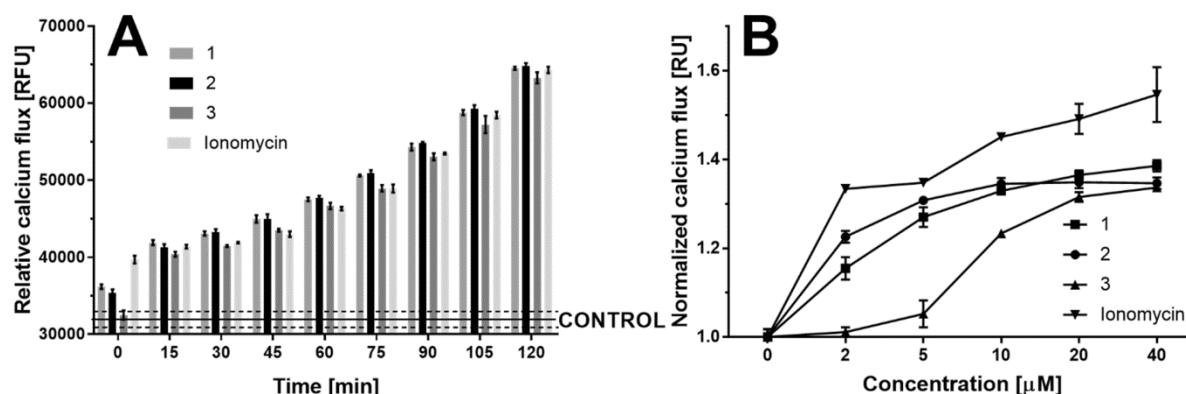 A
Relative calcium flux [RFU]
70000
60000
50000
40000
30000
1
2
3
Ionomycin
CONTROL
0 15 30 45 60 75 90 105 120
Time [min]
B
Normalized calcium flux [RU]
1.6
1.4
1.2
1.0
1
2
3
Ionomycin
0 2 5 10 20 40
Concentration [μM]